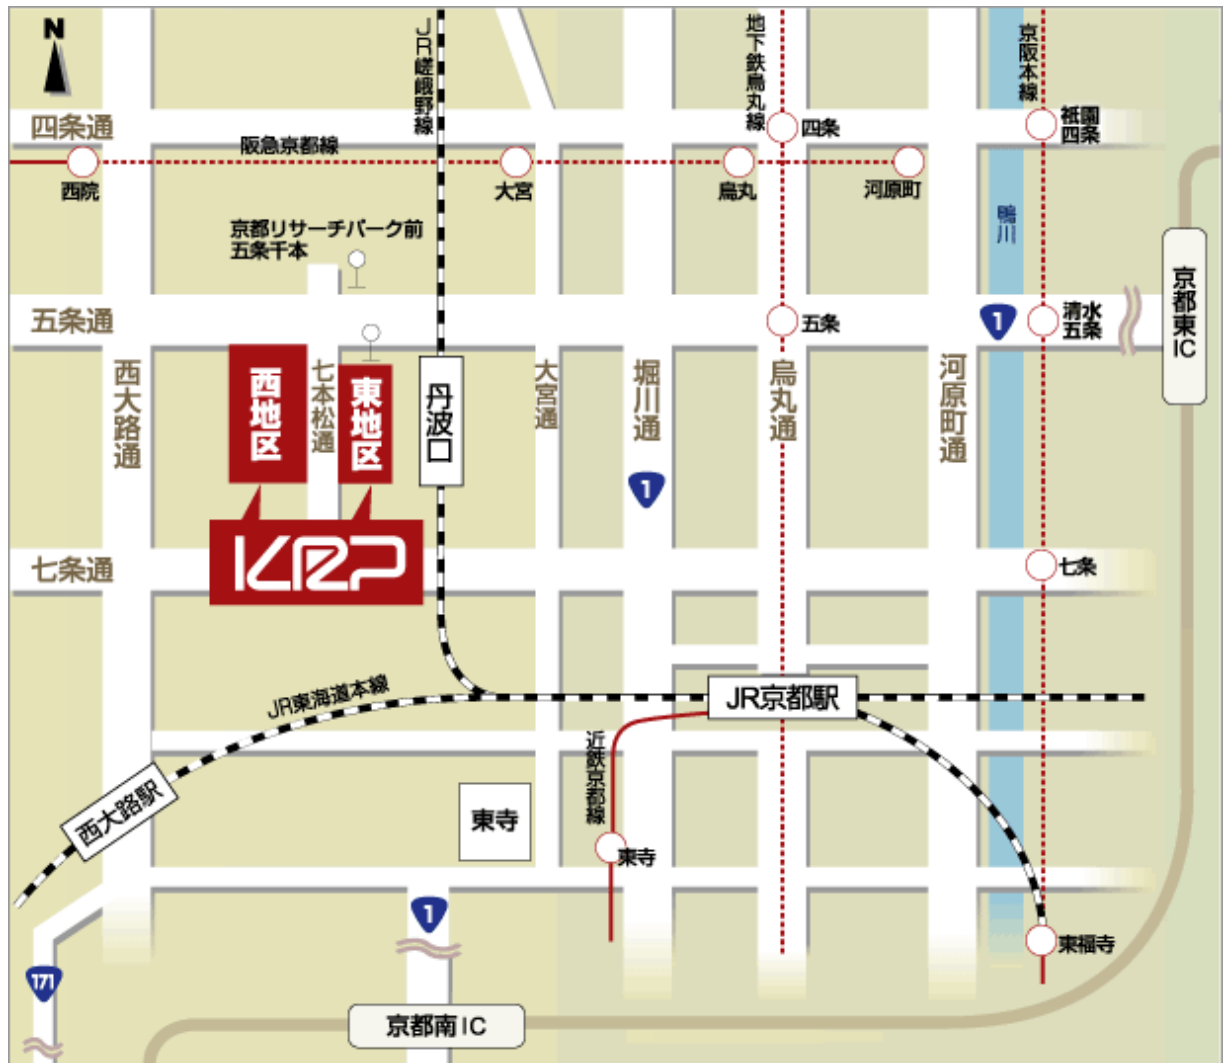 N
JR嵯峨野線
地下鉄烏丸線
京阪本線
四条通
阪急京都線
四条
祇園
四条
西院
大宮
烏丸
河原町
鴨川
京都リサーチパーク前
五条千本
京都東IC
五条通
五条
1
清水
五条
西大路通
西地区
七本松通
東地区
丹波口
大宮通
堀川通
烏丸通
河原町通
1
KRP
七条通
七条
JR東海道本線
JR京都駅
近鉄京都線
西大路駅
東寺
東寺
1
東福寺
171
京都南IC